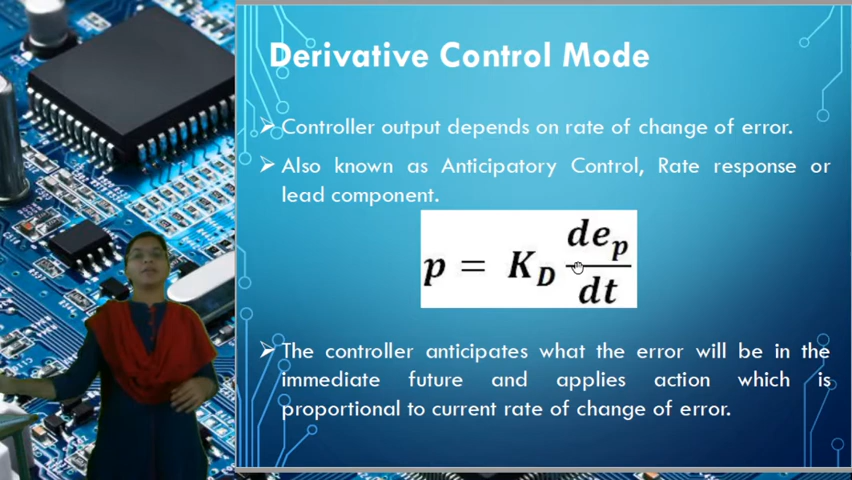 Derivative Control Mode
Controller output depends on rate of change of error.
Also known as Anticipatory Control, Rate response or
lead component.
p = K_D de_p/dt
The controller anticipates what the error will be in the
immediate future and applies action which is
proportional to current rate of change of error.